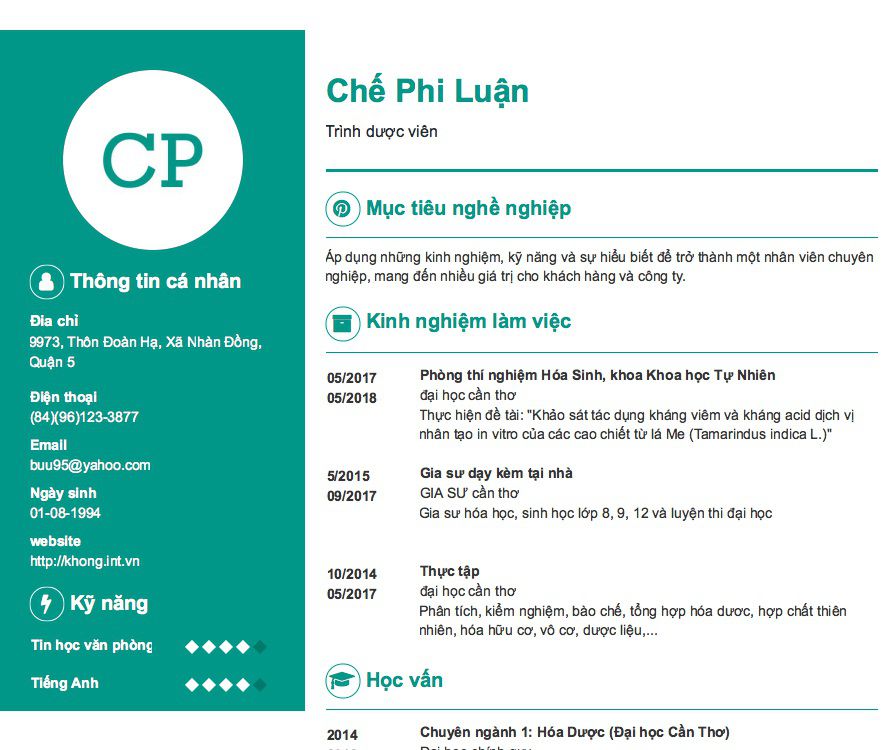 CP
Thông tin cá nhân
Địa chỉ
9973, Thôn Đoàn Hạ, Xã Nhàn Đồng,
Quận 5
Điện thoại
(84)(96)123-3877
Email
buu95@yahoo.com
Ngày sinh
01-08-1994
website
http://khong.int.vn
Kỹ năng
Tin học văn phòng
Tiếng Anh
Chế Phi Luận
Trình dược viên
Mục tiêu nghề nghiệp
Áp dụng những kinh nghiệm, kỹ năng và sự hiểu biết để trở thành một nhân viên chuyên
nghiệp, mang đến nhiều giá trị cho khách hàng và công ty.
Kinh nghiệm làm việc
05/2017
05/2018
Phòng thí nghiệm Hóa Sinh, khoa Khoa học Tự Nhiên
đại học cần thơ
Thực hiện đề tài: "Khảo sát tác dụng kháng viêm và kháng acid dịch vị
nhân tạo in vitro của các cao chiết từ lá Me (Tamarindus indica L.)"
5/2015
09/2017
Gia sư dạy kèm tại nhà
GIA SƯ cần thơ
Gia sư hóa học, sinh học lớp 8, 9, 12 và luyện thi đại học
10/2014
05/2017
Thực tập
đại học cần thơ
Phân tích, kiểm nghiệm, bào chế, tổng hợp hóa dươc, hợp chất thiên
nhiên, hóa hữu cơ, vô cơ, dược liệu,...
Học vấn
2014
Chuyên ngành 1: Hóa Dược (Đại học Cần Thơ)